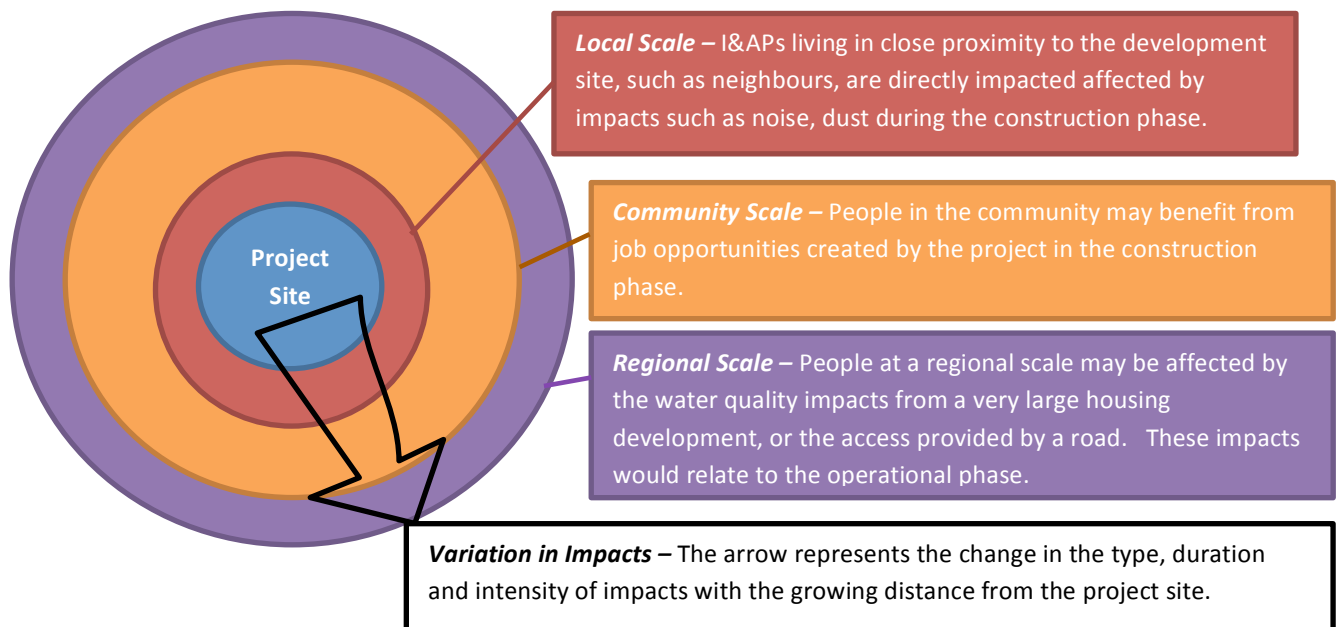 Local Scale – I&APs living in close proximity to the development
site, such as neighbours, are directly impacted affected by
impacts such as noise, dust during the construction phase.
Community Scale – People in the community may benefit from
job opportunities created by the project in the construction
phase.
Project
Site
Regional Scale – People at a regional scale may be affected by
the water quality impacts from a very large housing
development, or the access provided by a road.   These impacts
would relate to the operational phase.
Variation in Impacts – The arrow represents the change in the type, duration
and intensity of impacts with the growing distance from the project site.